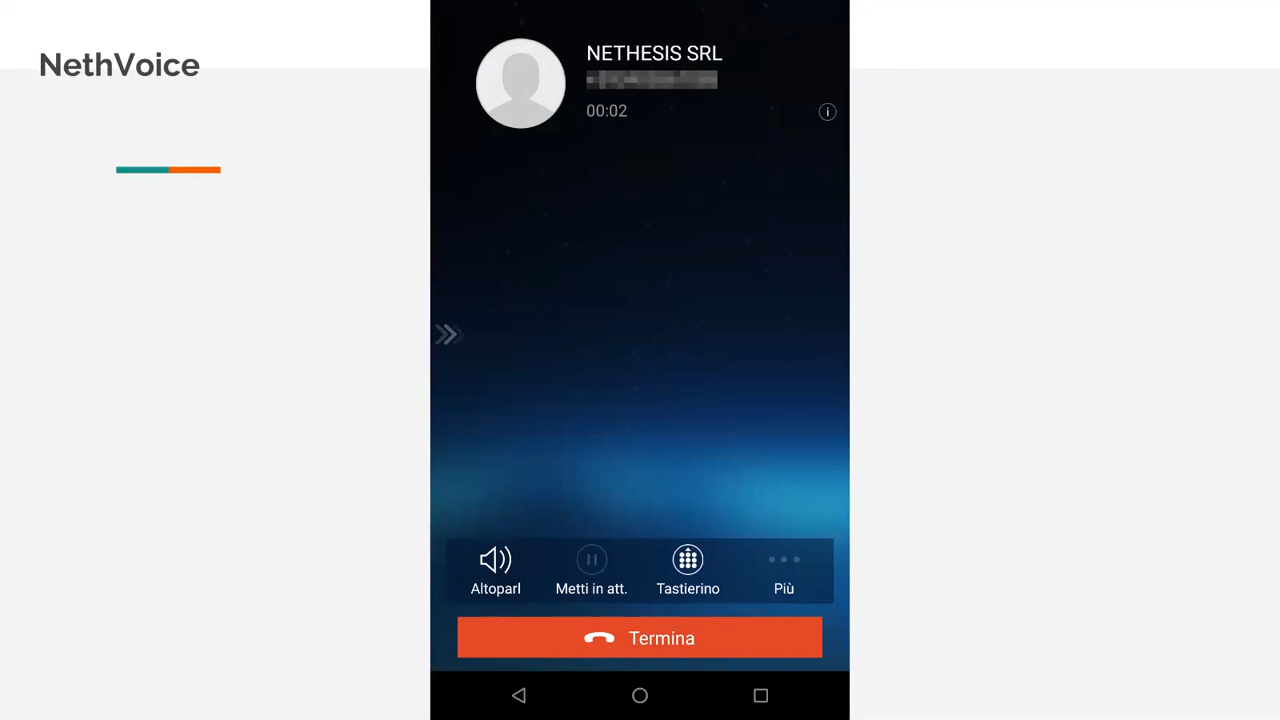 NethVoice
NETHESIS SRL
00:02
Altoparl
Metti in att.
Tastierino
Più
Termina